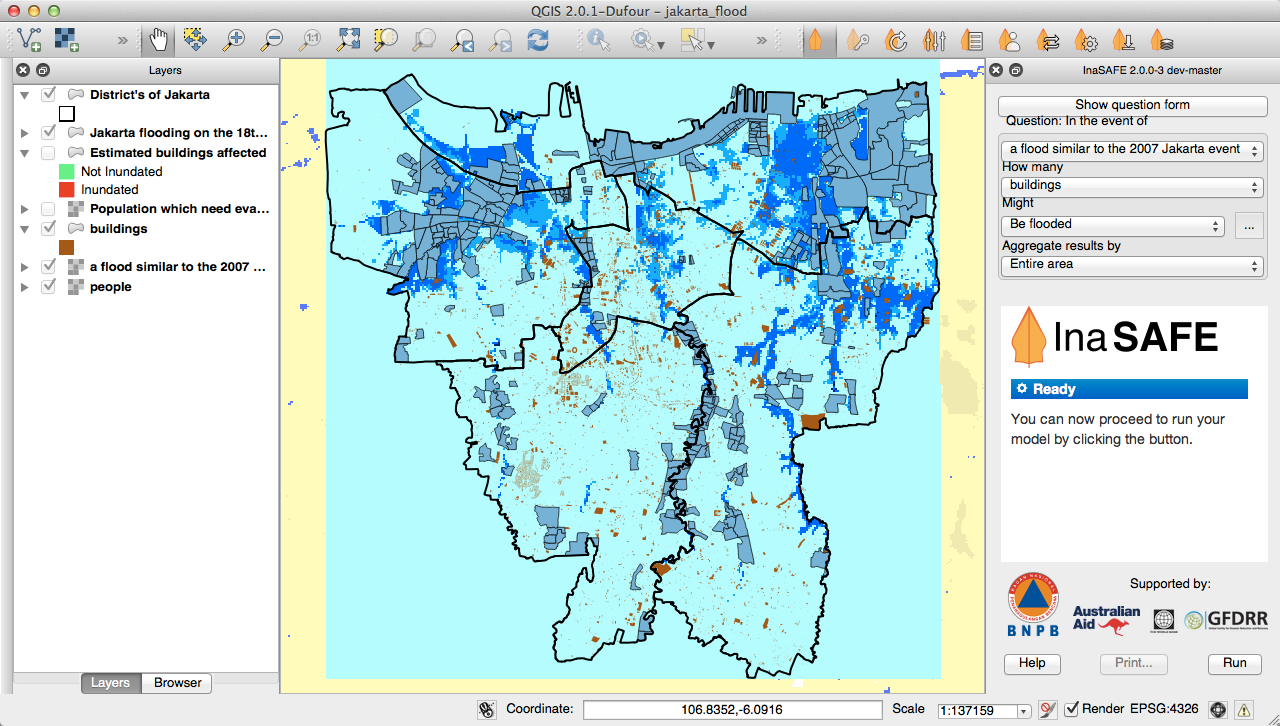 QGIS 2.0.1-Dufour - jakarta_flood
Layers
District's of Jakarta
Jakarta flooding on the 18t...
Estimated buildings affected
Not Inundated
Inundated
Population which need eva...
buildings
a flood similar to the 2007 ...
people
Layers
Browser
InaSAFE 2.0.0-3 dev-master
Show question form
Question: In the event of
a flood similar to the 2007 Jakarta event
How many
buildings
Might
Be flooded
...
Aggregate results by
Entire area
InaSAFE
Ready
You can now proceed to run your
model by clicking the button.
Supported by:
BNPB
Australian
Aid
GFDRR
Help
Print...
Run
Coordinate:
106.8352,-6.0916
Scale
1:137159
Render
EPSG:4326